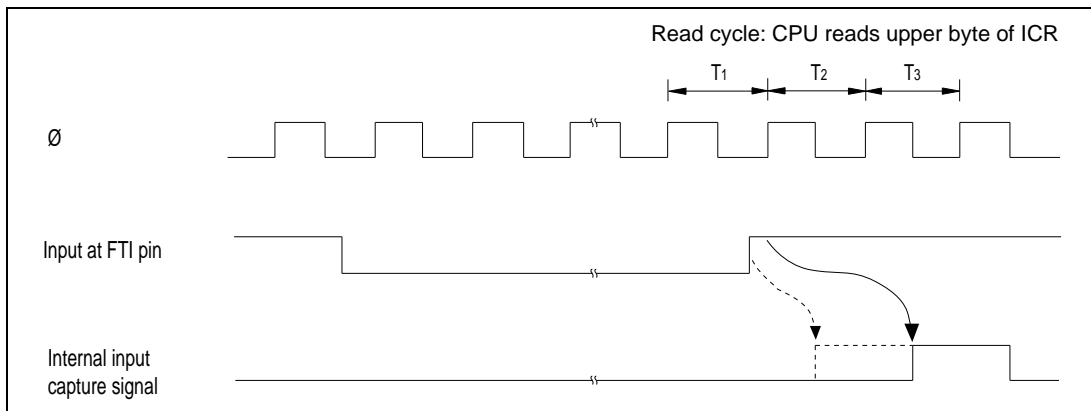 Read cycle: CPU reads upper byte of ICR
T1 T2 T3
Ø
Input at FTI pin
Internal input
capture signal